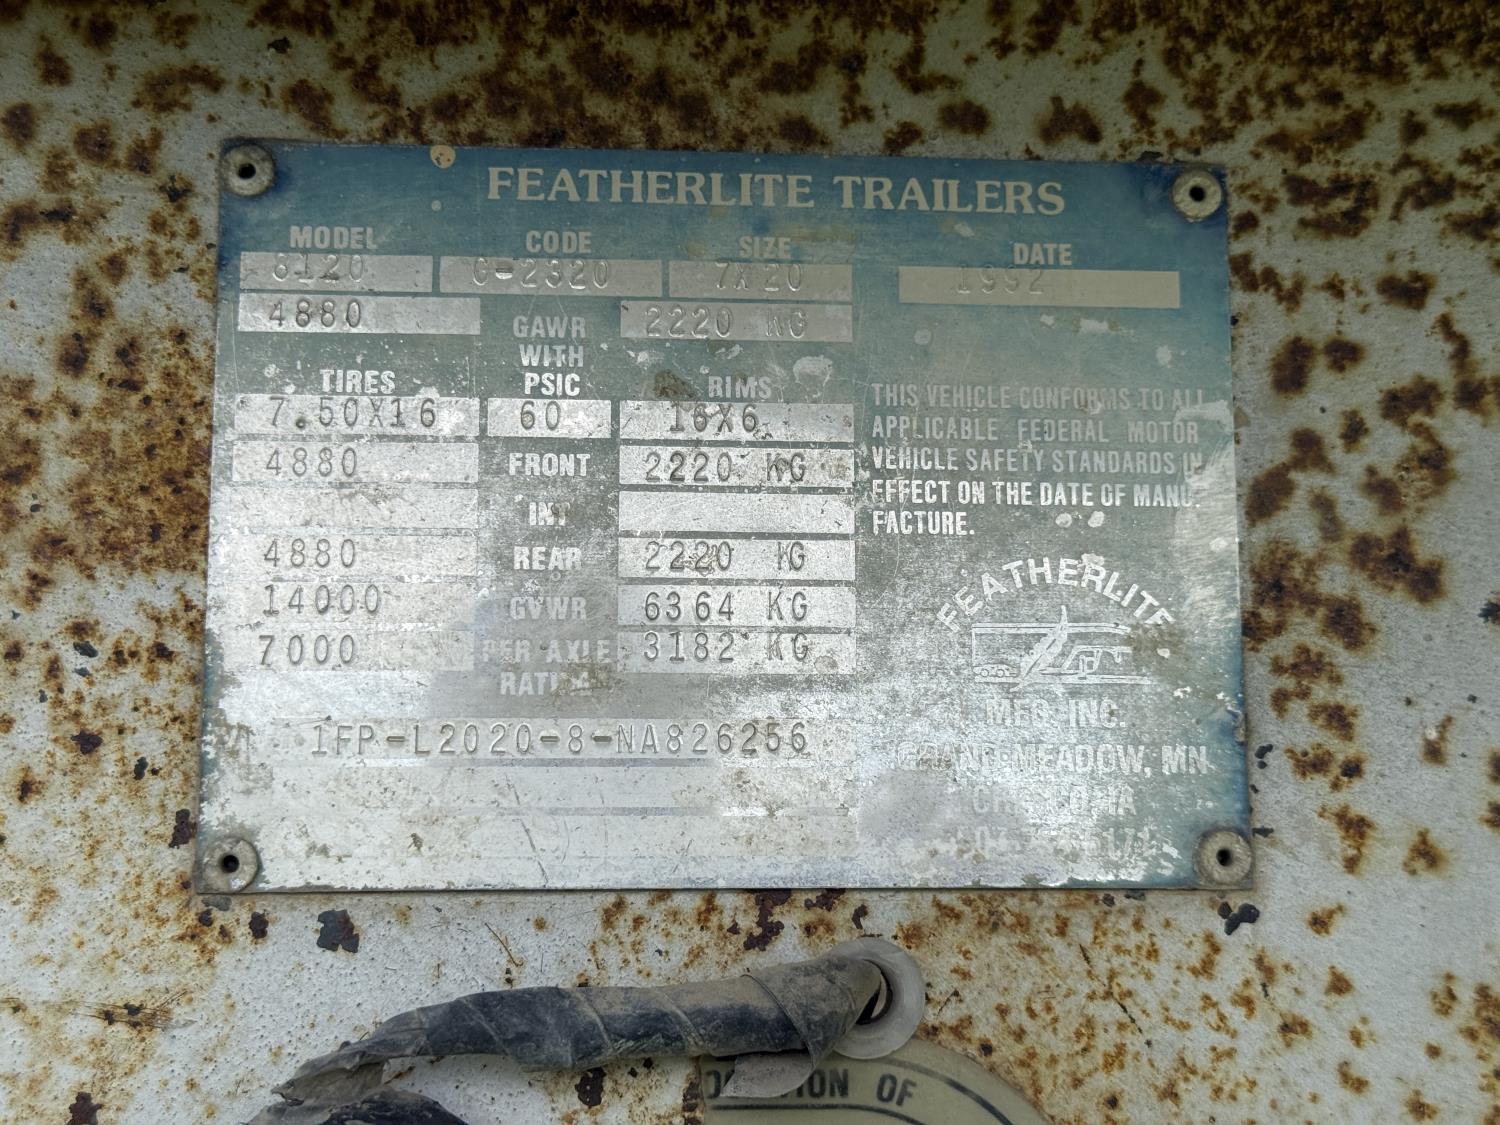 FEATHERLITE TRAILERS
MODEL CODE SIZE DATE
8120 C-2320 7X20 1992
4880 GAWR 2220 KG
WITH
TIRES PSIC RIMS
7.50X16 60 16X6
4880 FRONT 2220 KG
INT
4880 REAR 2220 KG
14000 GVWR 6364 KG
7000 PER AXLE 3182 KG
RATING
1FP-L2020-8-NA826256
THIS VEHICLE CONFORMS TO ALL
APPLICABLE FEDERAL MOTOR
VEHICLE SAFETY STANDARDS IN
EFFECT ON THE DATE OF MANU-
FACTURE.
FEATHERLITE
MFG. INC.
GRAND MEADOW, MN
OF